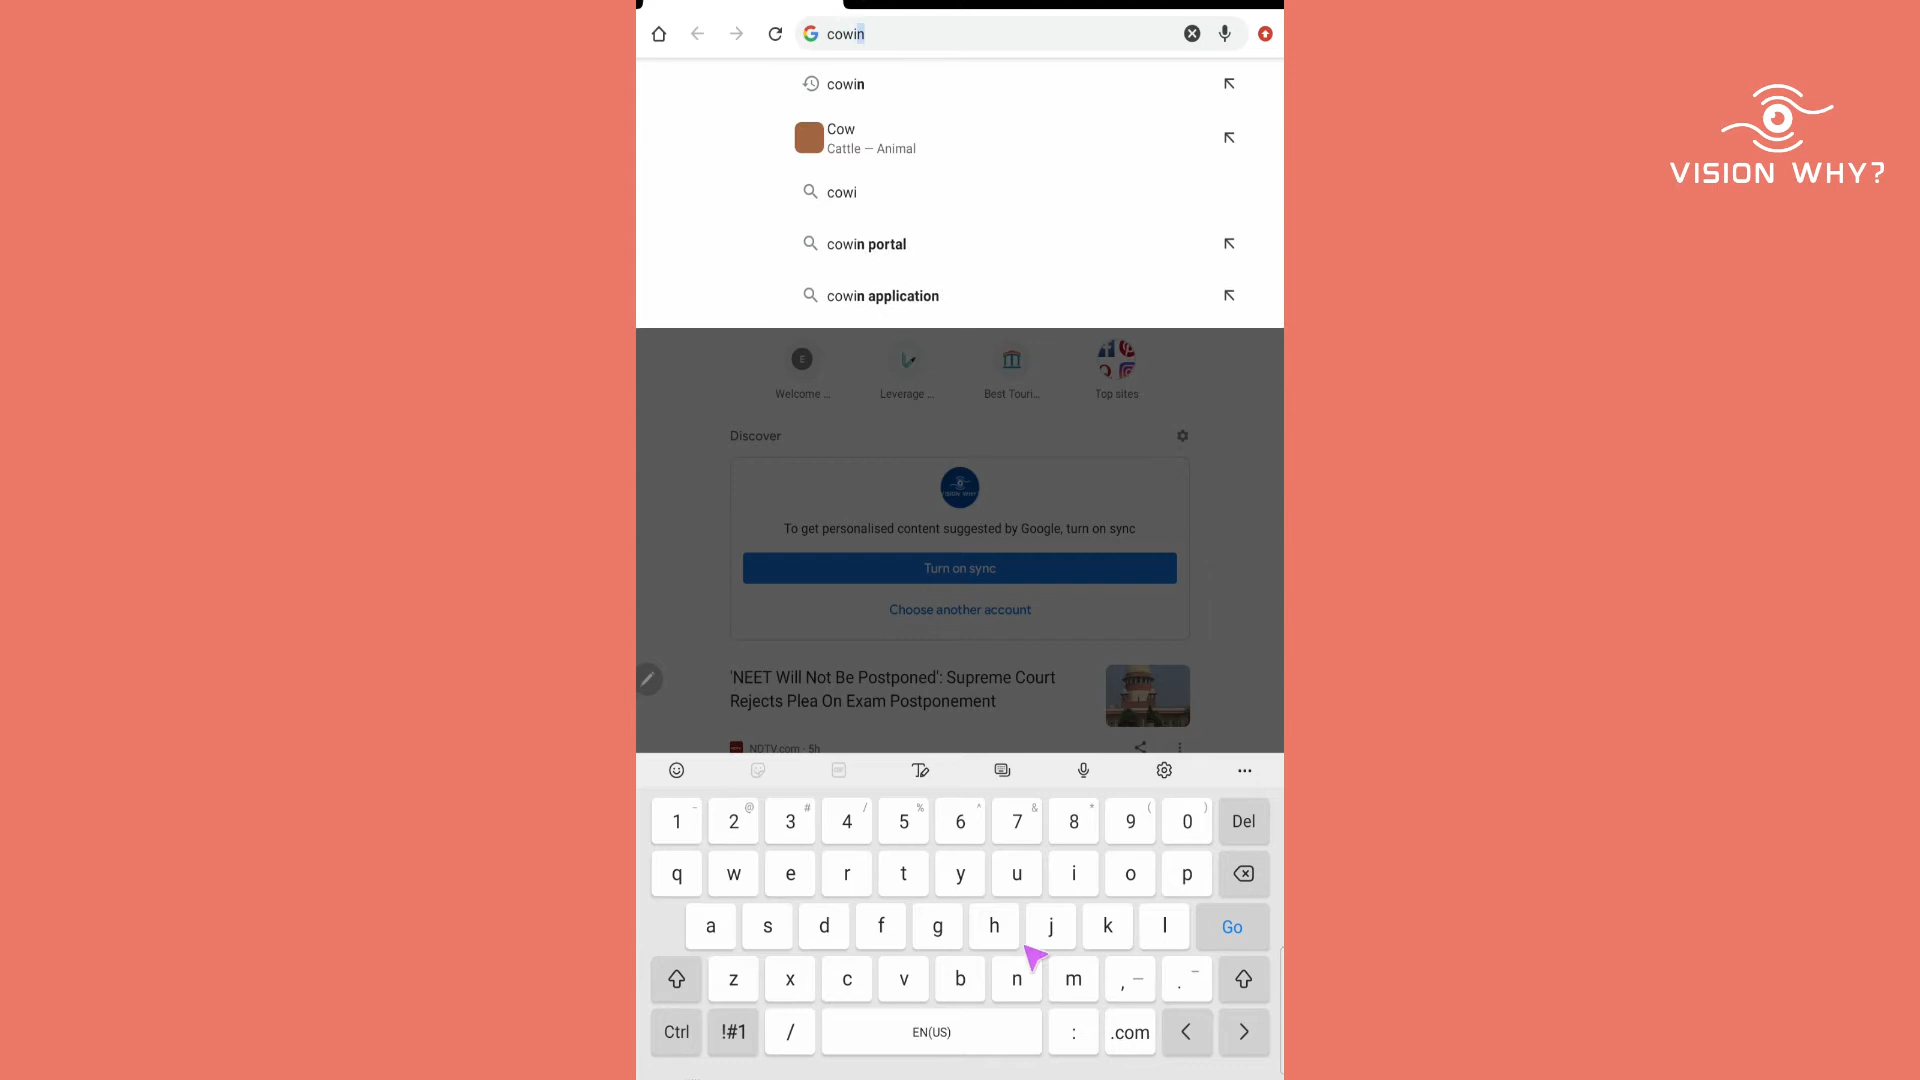 cowin
cowin
Cow
Cattle — Animal
cowi
cowin portal
cowin application
VISION WHY?
E
Welcome ...
Leverage ...
Best Touri...
Top sites
Discover
VISION WHY
To get personalised content suggested by Google, turn on sync
Turn on sync
Choose another account
'NEET Will Not Be Postponed': Supreme Court
Rejects Plea On Exam Postponement
NDTV.com · 5h
1 2 @ 3 # 4 / 5 % 6 ^ 7 & 8 * 9 ( 0 ) Del
q w e r t y u i o p
a s d f g h j k l Go
z x c v b n m , .
Ctrl !#1 / EN(US) : .com < >